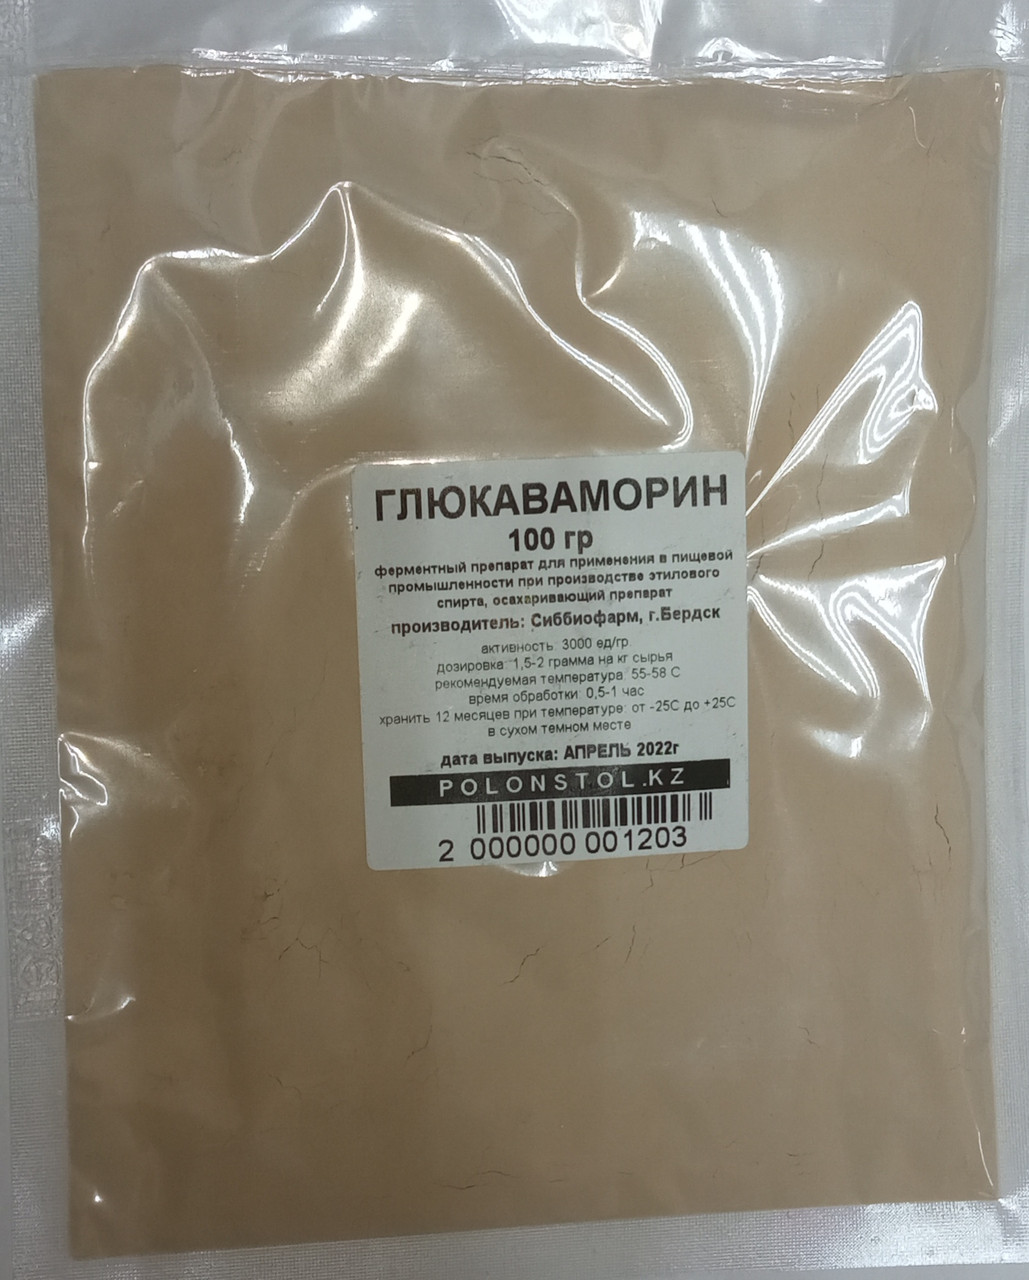 ГЛЮКАВАМОРИН
100 гр
ферментный препарат для применения в пищевой
промышленности при производстве этилового
спирта, осахаривающий препарат
производитель: Сиббиофарм, г.Бердск
активность: 3000 ед/гр.
дозировка: 1,5-2 грамма на кг сырья
рекомендуемая температура: 55-58 С
время обработки: 0,5-1 час
хранить 12 месяцев при температуре: от -25С до +25С
в сухом темном месте
дата выпуска: АПРЕЛЬ 2022г
POLONSTOL.KZ
2 000000 001203